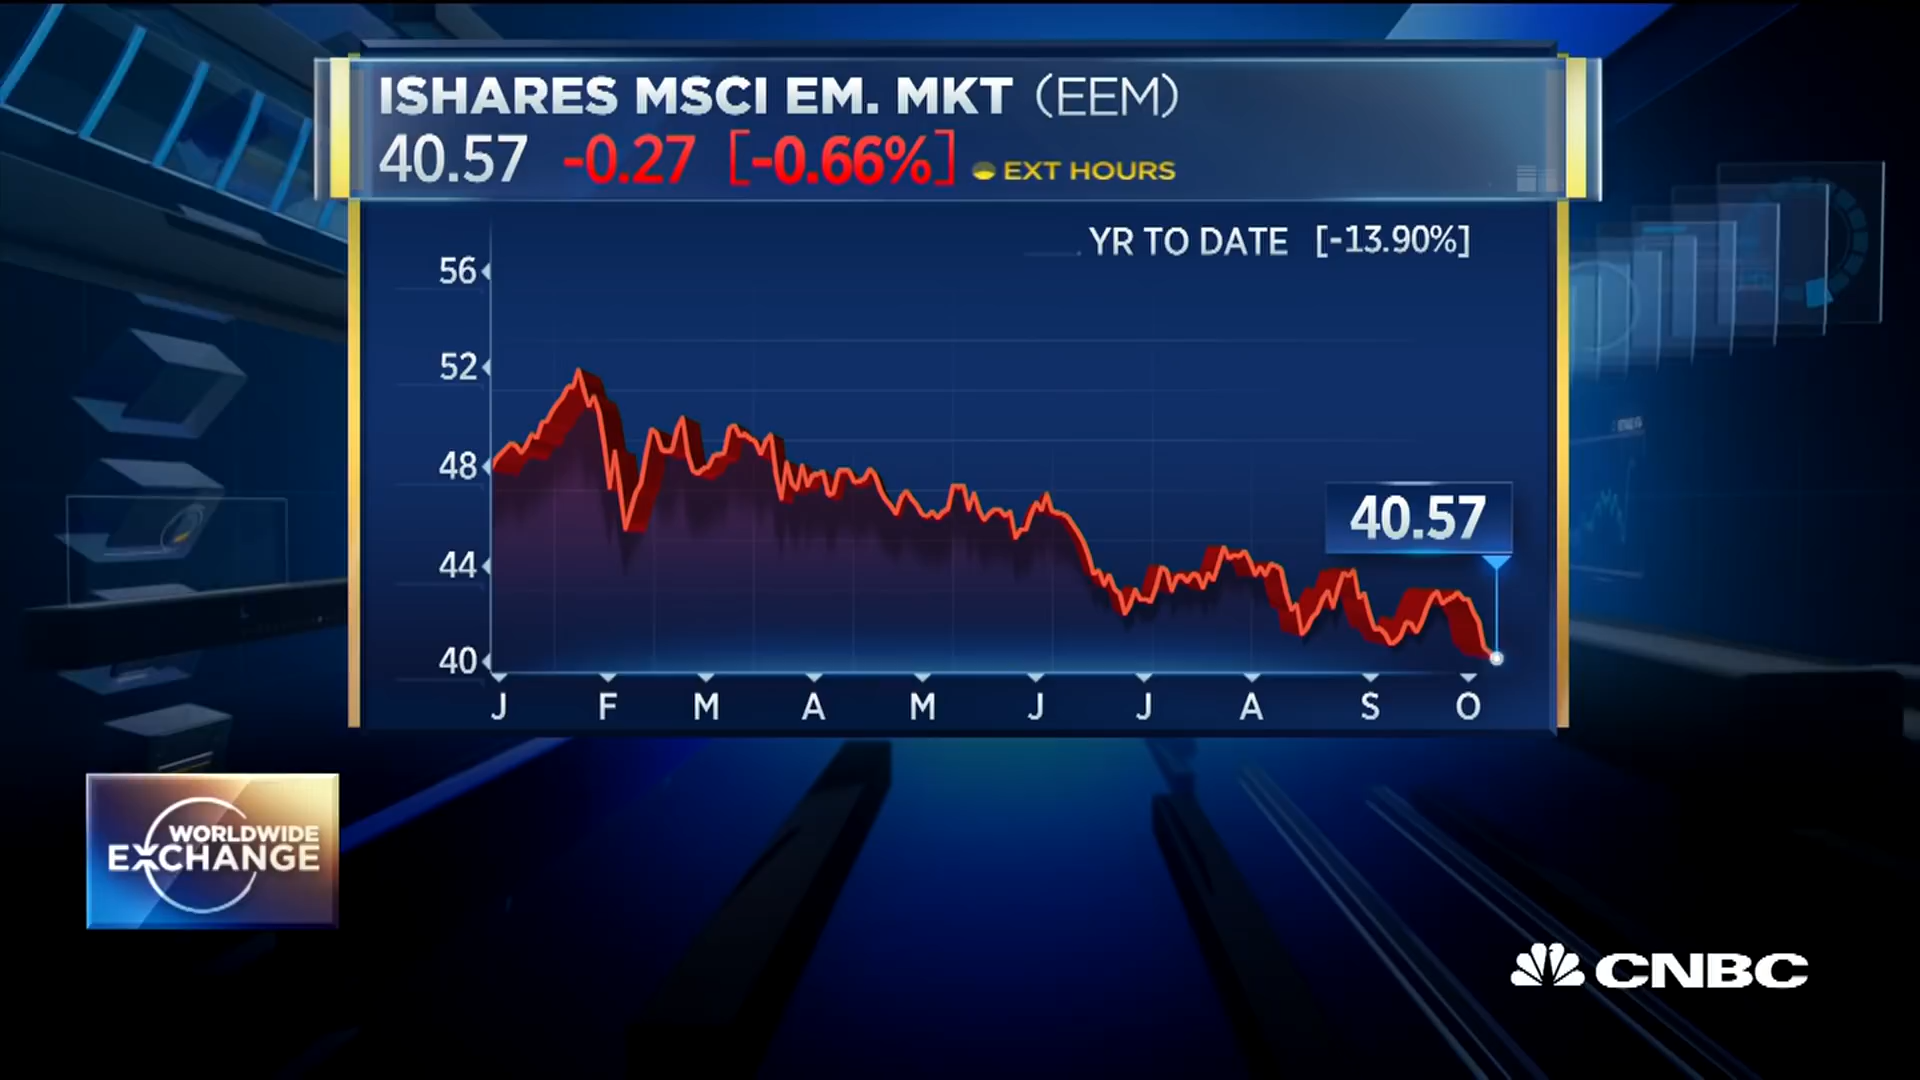 ISHARES MSCI EM. MKT (EEM)
40.57 -0.27 [-0.66%] EXT HOURS
YR TO DATE [-13.90%]
56
52
48
44
40
40.57
J F M A M J J A S O
WORLDWIDE
EXCHANGE
CNBC